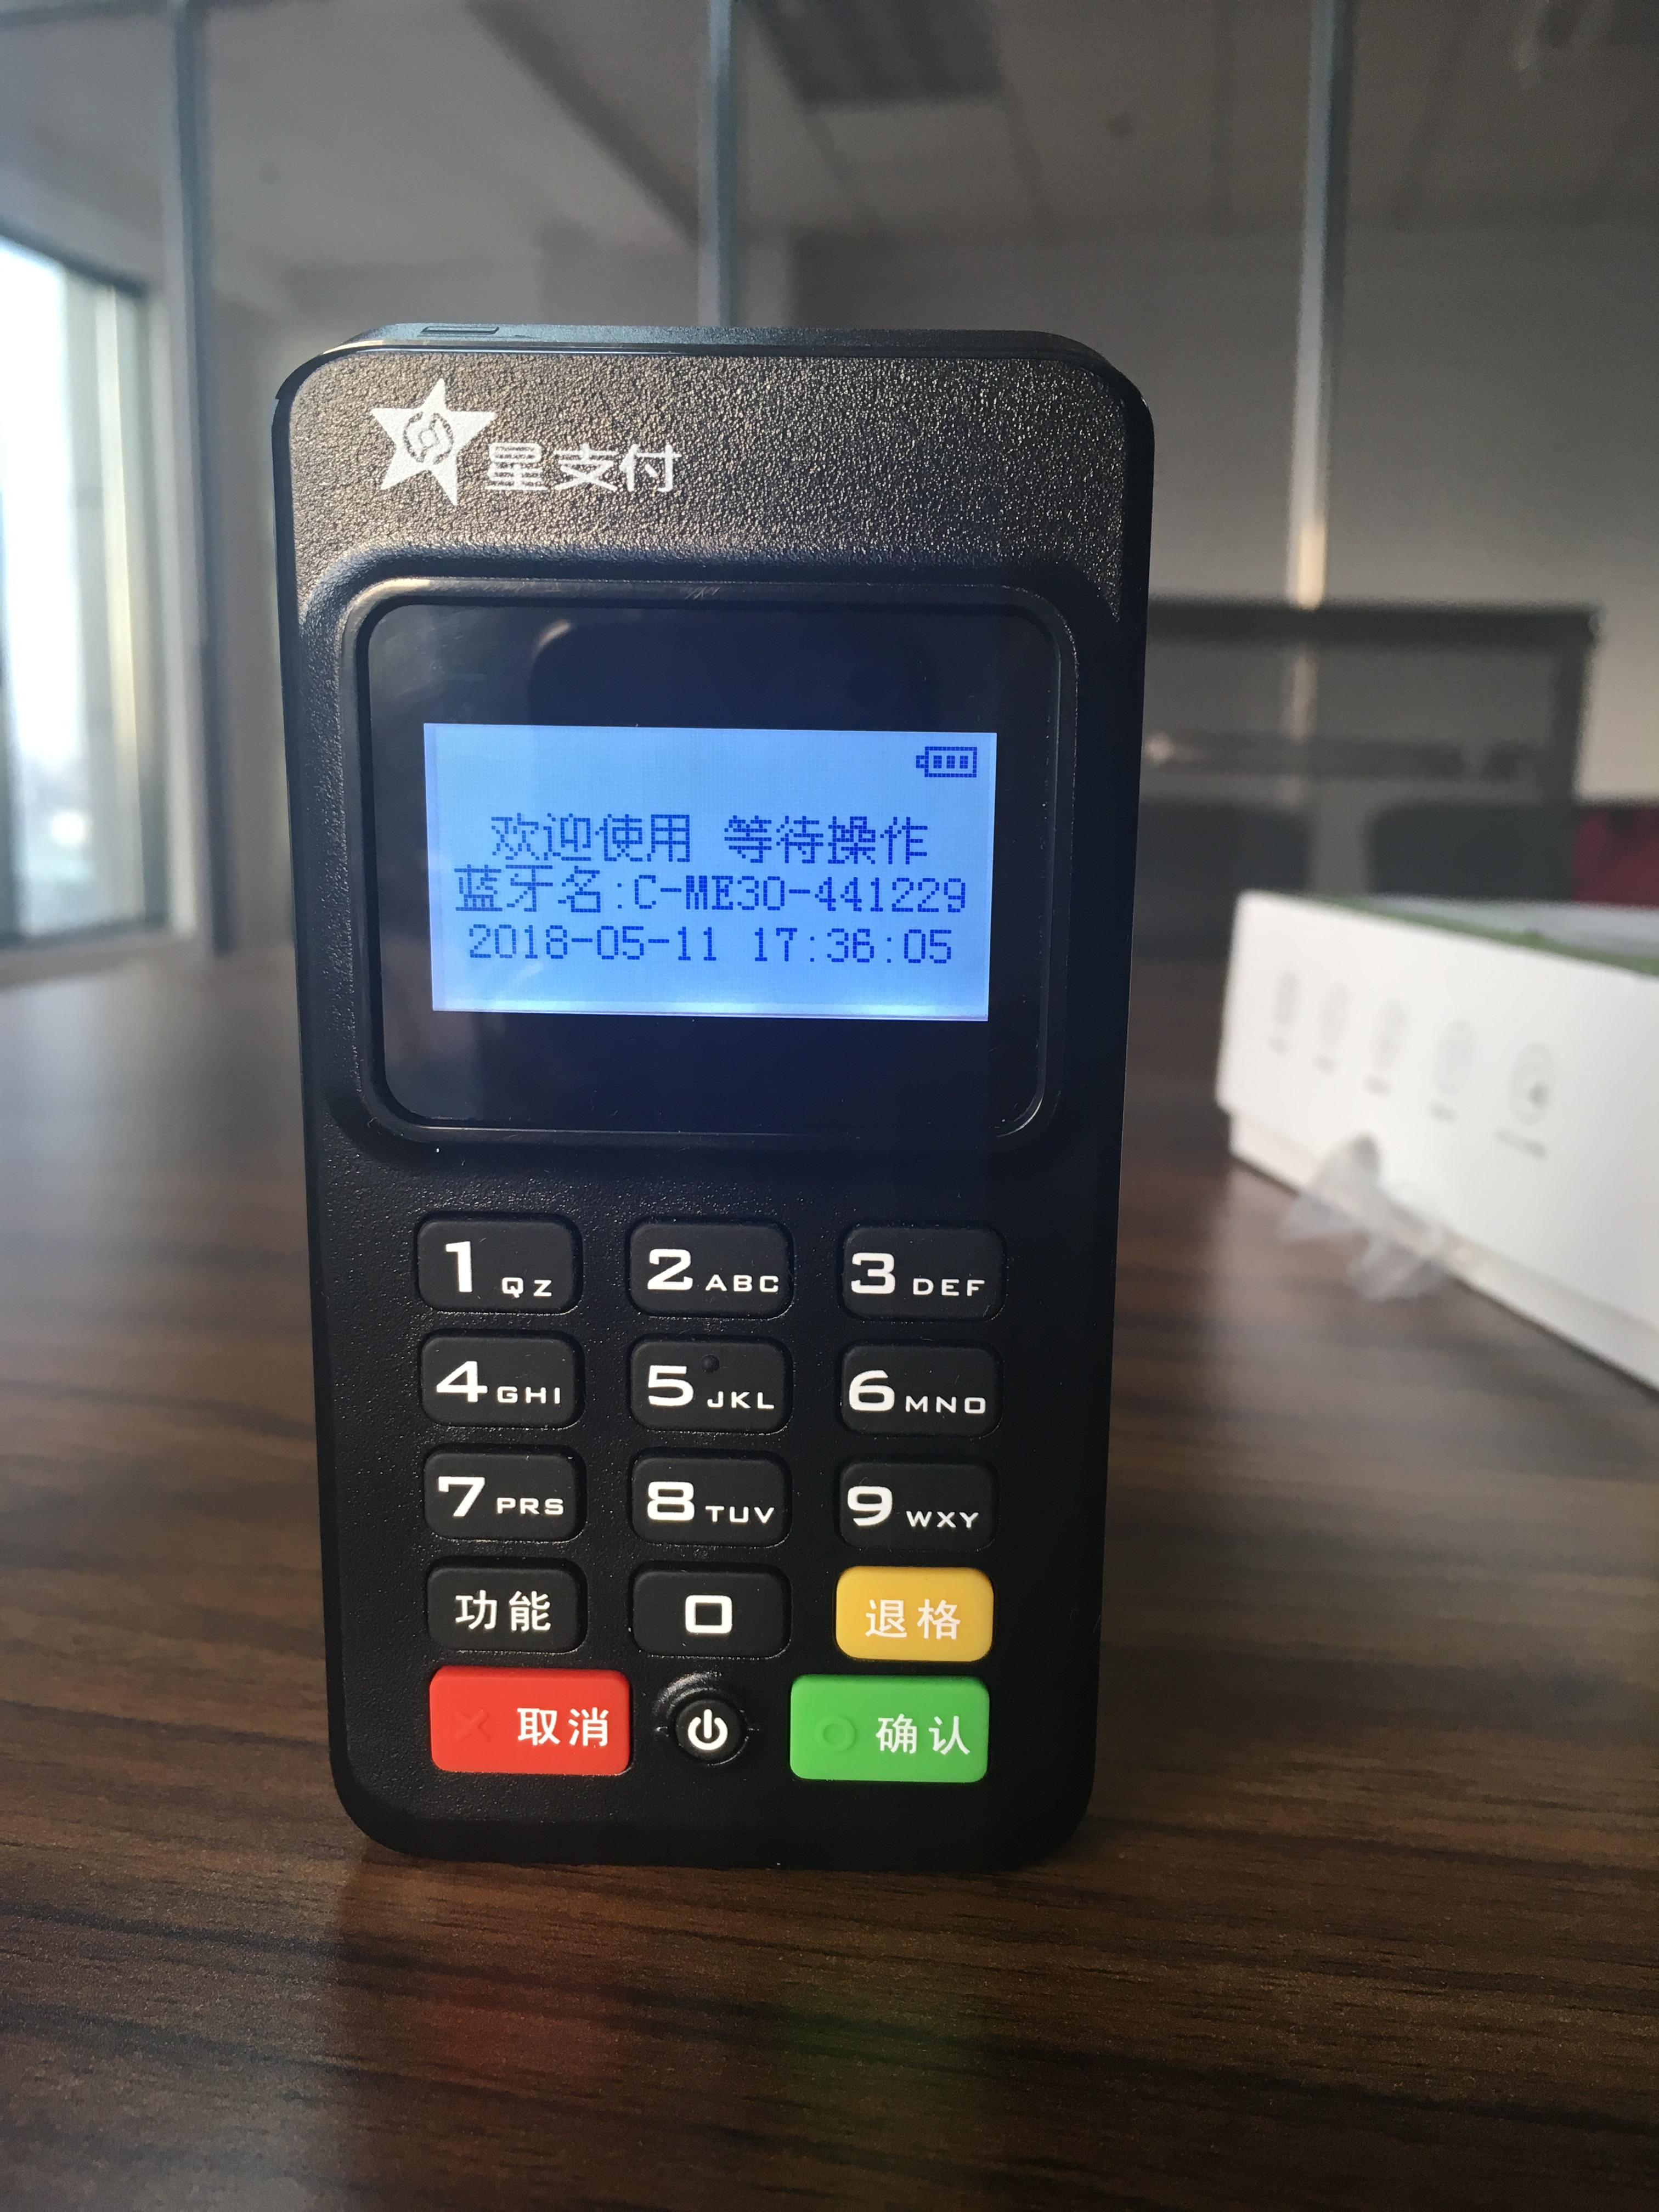 星支付
欢迎使用 等待操作
蓝牙名:C-ME30-441229
2018-05-11 17:36:05
1 QZ 2 ABC 3 DEF
4 GHI 5 JKL 6 MNO
7 PRS 8 TUV 9 WXY
功能 0 退格
取消 确认